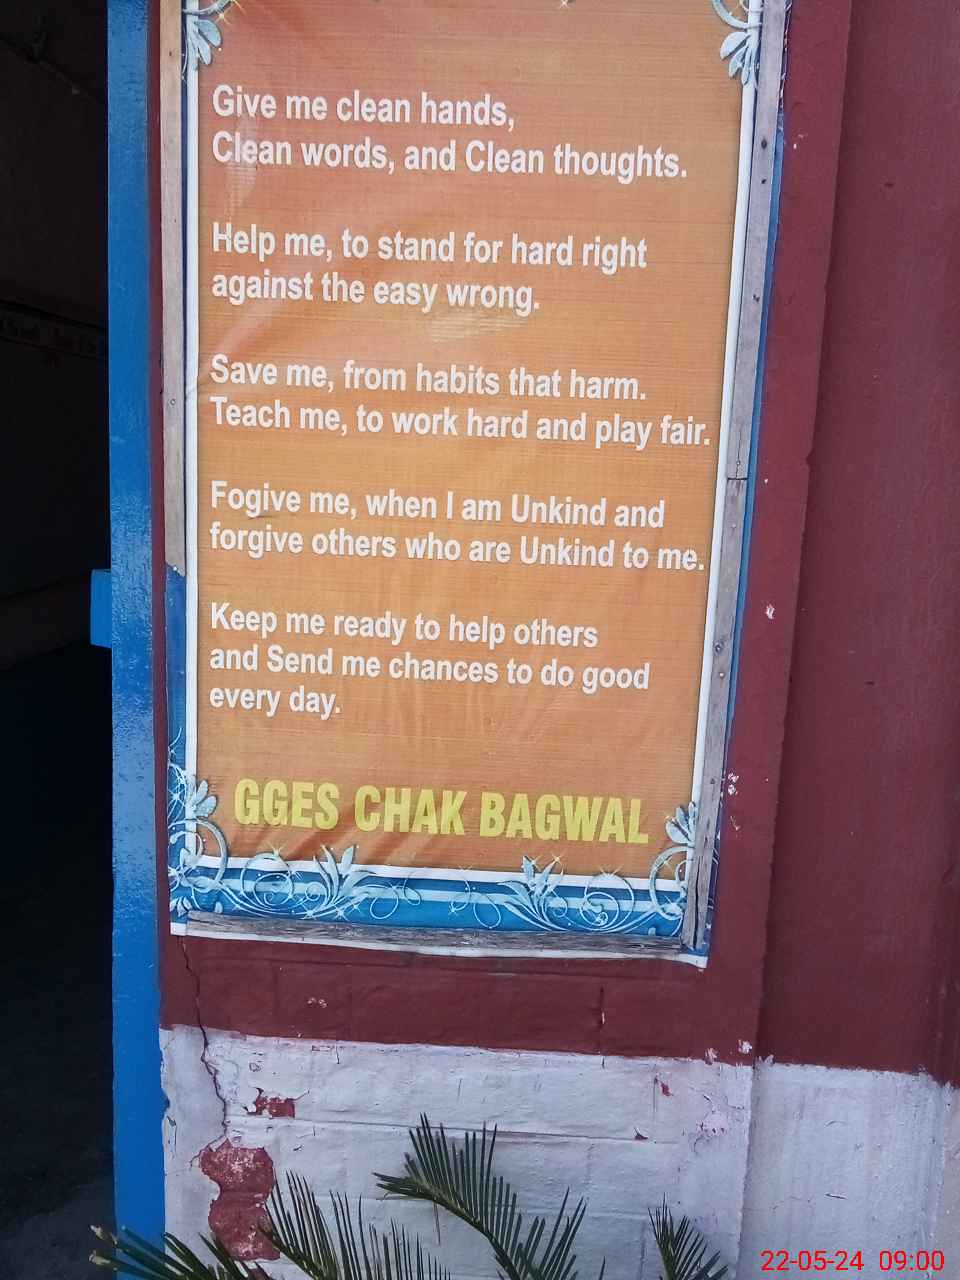 Give me clean hands,
Clean words, and Clean thoughts.
Help me, to stand for hard right
against the easy wrong.
Save me, from habits that harm.
Teach me, to work hard and play fair.
Fogive me, when I am Unkind and
forgive others who are Unkind to me.
Keep me ready to help others
and Send me chances to do good
every day.
GGES CHAK BAGWAL
22-05-24 09:00